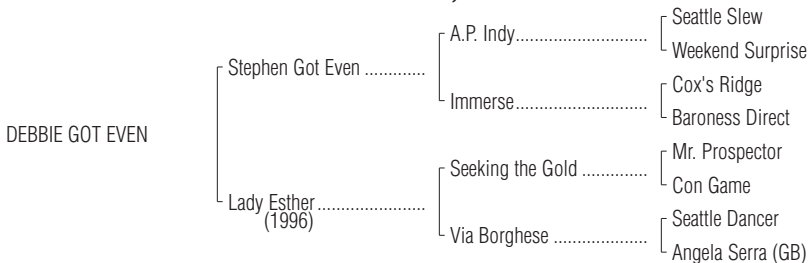 Seattle Slew
A.P. Indy..............................
Weekend Surprise
Stephen Got Even .............
Cox's Ridge
Immerse..............................
Baroness Direct
DEBBIE GOT EVEN
Mr. Prospector
Seeking the Gold ...............
Con Game
Lady Esther........................
(1996)
Seattle Dancer
Via Borghese .....................
Angela Serra (GB)